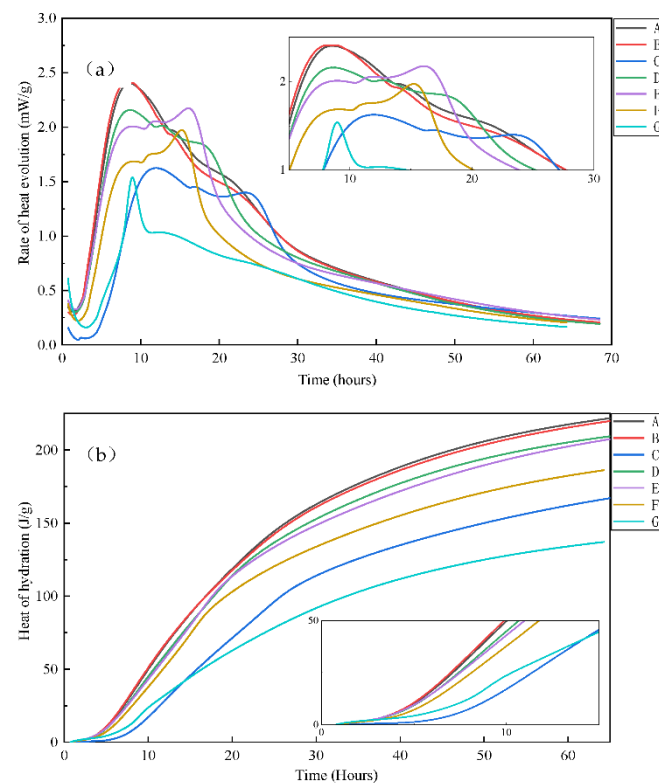 (a)
Rate of heat evolution (mW/g)
3.0
2.5
2.0
1.5
1.0
0.5
0.0
0 10 20 30 40 50 60 70
Time (hours)
2
1
10 20 30
A
B
C
D
E
F
G
(b)
Heat of hydration (J/g)
200
150
100
50
0
0 10 20 30 40 50 60
Time (Hours)
50
0
0 10
A
B
C
D
E
F
G